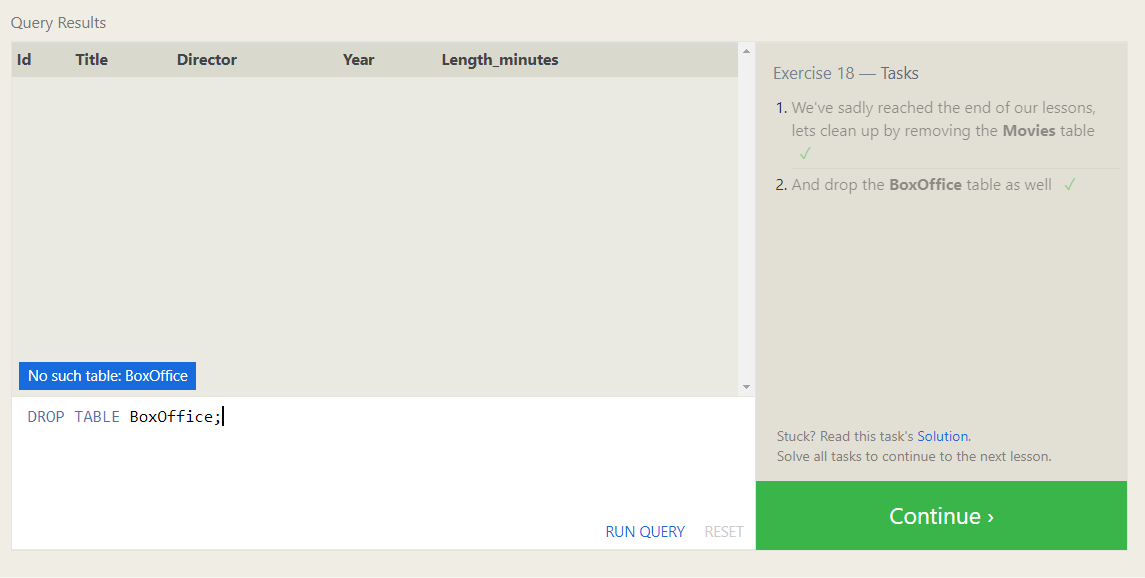 Query Results
Id Title Director Year Length_minutes
No such table: BoxOffice
DROP TABLE BoxOffice;
RUN QUERY RESET
Exercise 18 — Tasks
1. We've sadly reached the end of our lessons,
lets clean up by removing the Movies table
✓
2. And drop the BoxOffice table as well ✓
Stuck? Read this task's Solution.
Solve all tasks to continue to the next lesson.
Continue ›